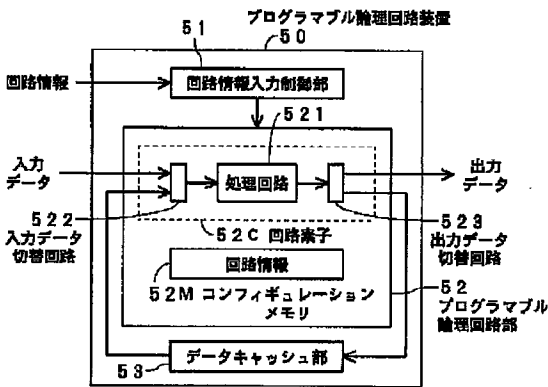 プログラマブル論理回路装置
51
50
回路情報
回路情報入力制御部
521
入力
データ
処理回路
出力
データ
522
入力データ
切替回路
52C 回路素子
523
出力データ
切替回路
回路情報
52M コンフィギュレーション
メモリ
52
プログラマブル
論理回路部
データキャッシュ部
53